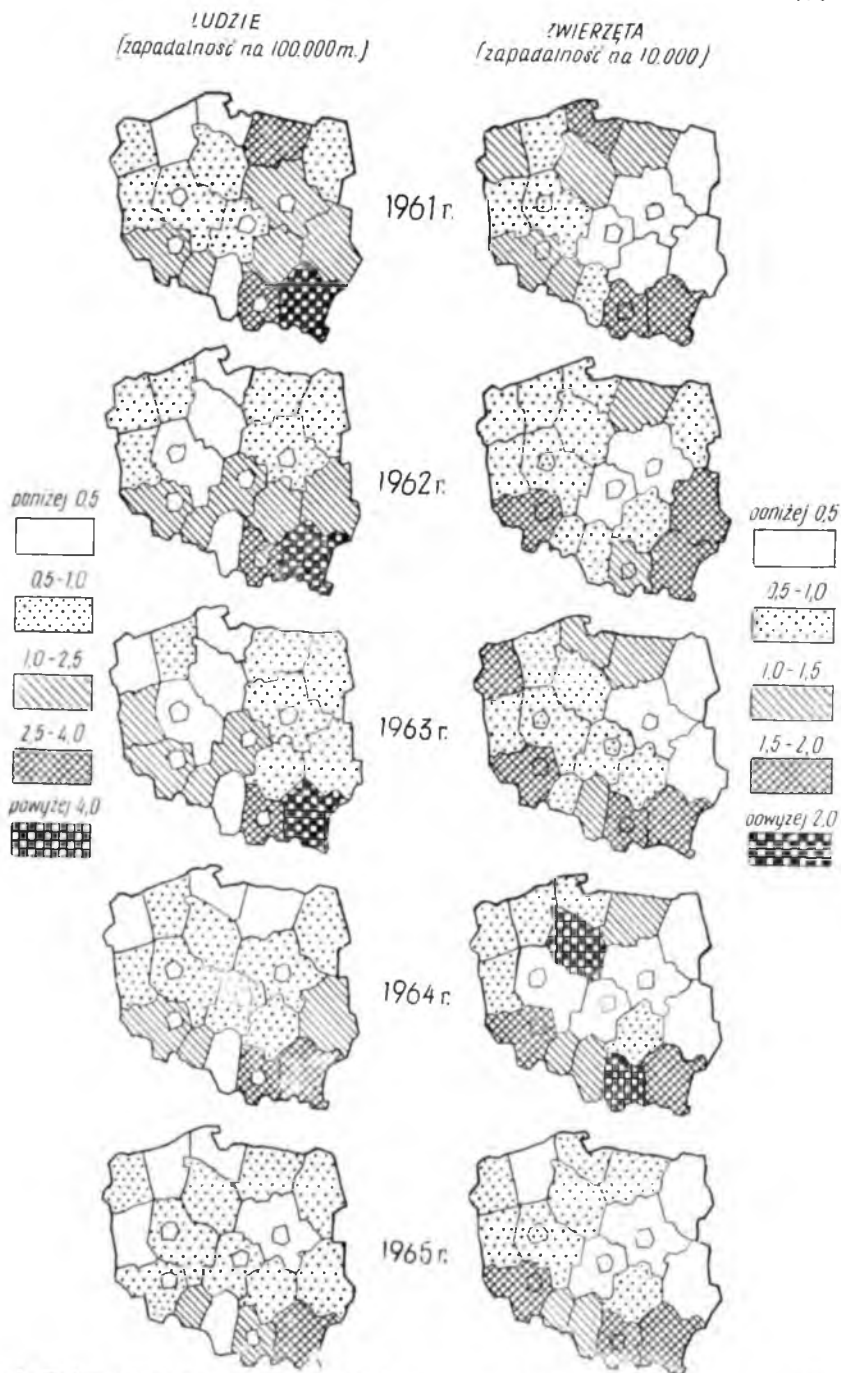 LUDZIE
(zapadalność na 100.000 m.)
ZWIERZĘTA
(zapadalność na 10.000)
1961 r.
1962 r.
poniżej 0,5
0,5-1,0
1,0-2,5
2,5-4,0
powyżej 4,0
poniżej 0,5
0,5-1,0
1,0-1,5
1,5-2,0
powyżej 2,0
1963 r.
1964 r.
1965 r.